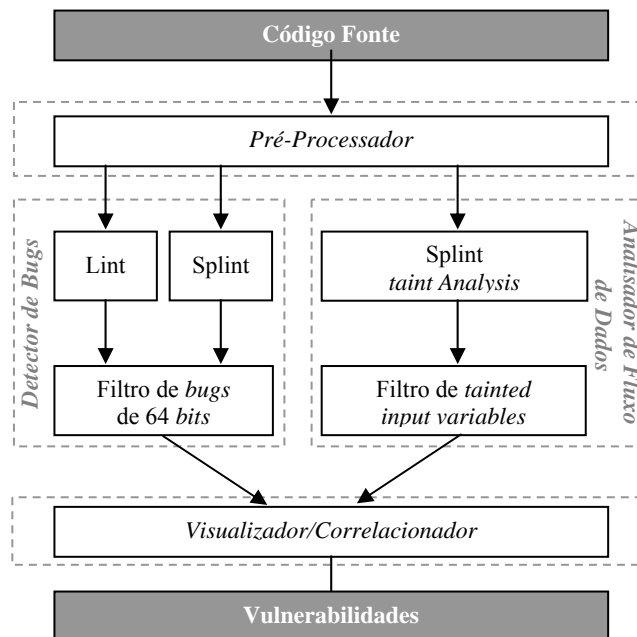 Código Fonte
Pré-Processador
Detector de Bugs
Lint
Splint
Filtro de bugs
de 64 bits
Splint
taint Analysis
Filtro de tainted
input variables
Analisador de Fluxo
de Dados
Visualizador/Correlacionador
Vulnerabilidades